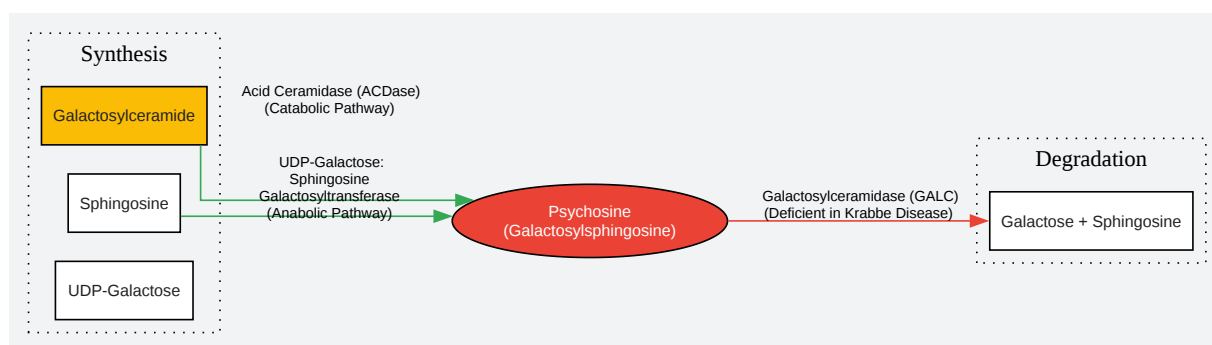 Synthesis
Galactosylceramide
Sphingosine
UDP-Galactose
Acid Ceramidase (ACDase)
(Catabolic Pathway)
UDP-Galactose:
Sphingosine
Galactosyltransferase
(Anabolic Pathway)
Psychosine
(Galactosylsphingosine)
Galactosylceramidase (GALC)
(Deficient in Krabbe Disease)
Degradation
Galactose + Sphingosine